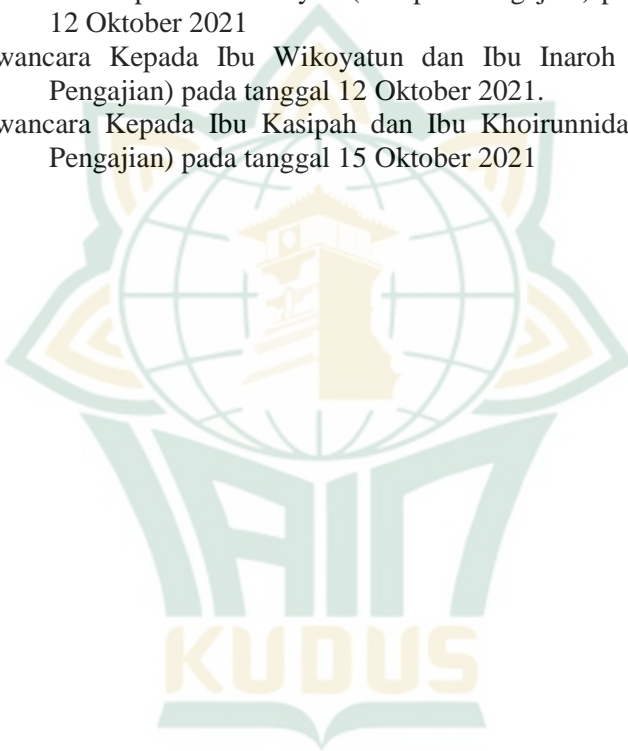 12 Oktober 2021
wancara Kepada Ibu Wikoyatun dan Ibu Inaroh
Pengajian) pada tanggal 12 Oktober 2021.
wancara Kepada Ibu Kasipah dan Ibu Khoirunnida
Pengajian) pada tanggal 15 Oktober 2021
IAIN
KUDUS